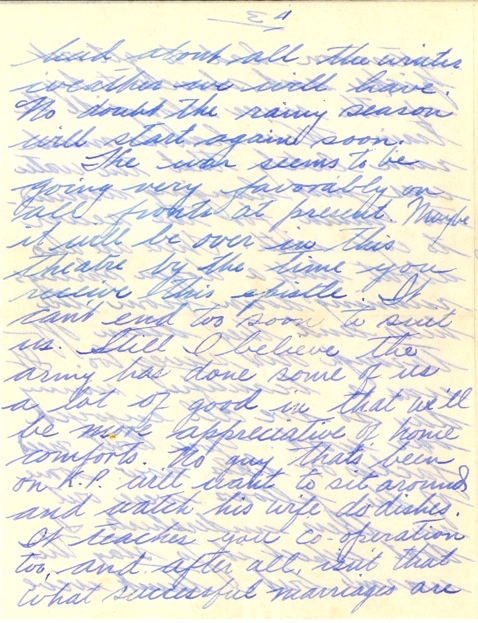 had about all the winter
weather we will have.
No doubt the rainy season
will start again soon.
The war seems to be
going very favorably on
all fronts at present. Maybe
it will be over in this
theatre by the time you
receive this epistle. It
cant end too soon to suit
us. Still I believe the
army has done some of us
a lot of good in that we'll
be more appreciative of home
comforts. No guy thats been
on K.P. will want to sit around
and watch his wife do dishes.
It teaches you co-operation
too, and after all, isnt that
what successful marriages are